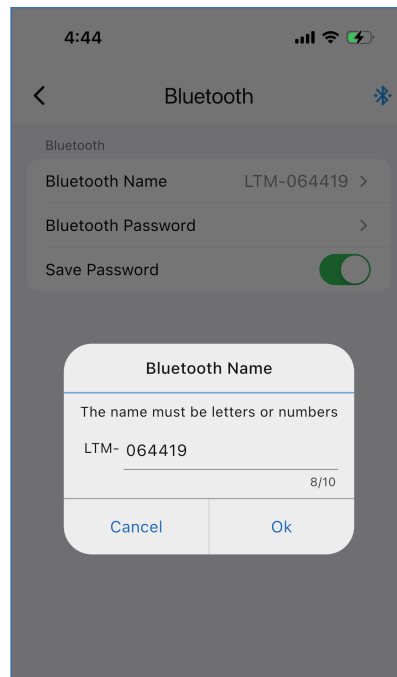 4:44
Bluetooth
Bluetooth
Bluetooth Name LTM-064419
Bluetooth Password
Save Password
Bluetooth Name
The name must be letters or numbers
LTM- 064419
8/10
Cancel Ok